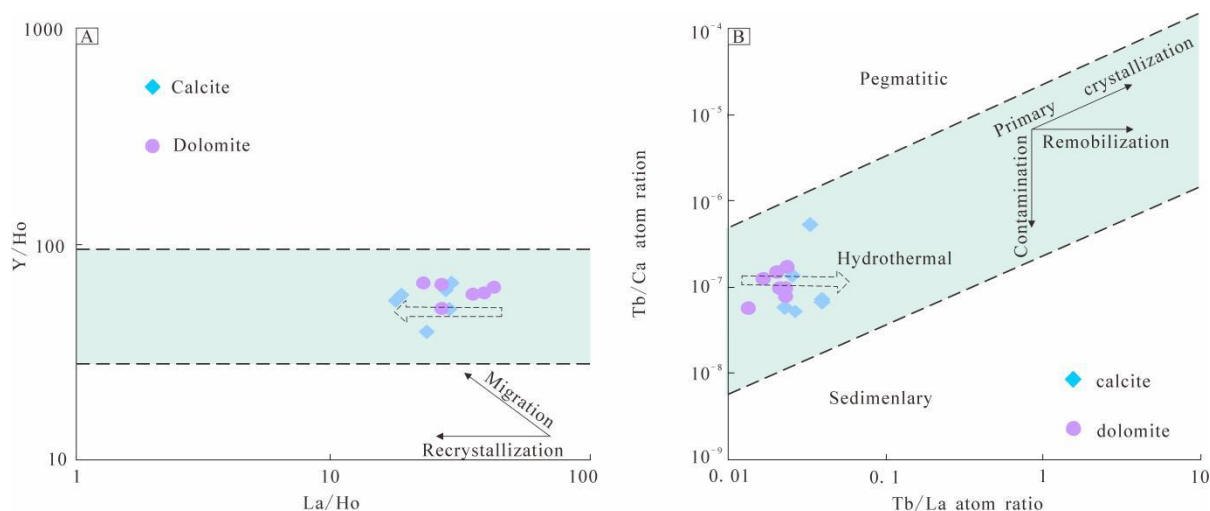 A
1000
100
10
Y/Ho
Calcite
Dolomite
Migration
Recrystallization
1
10
100
La/Ho
B
10-4
10-5
10-6
10-7
10-8
10-9
Tb/Ca atom ration
Pegmatitic
Primary crystallization
Remobilization
Contamination
Hydrothermal
Sedimenlary
calcite
dolomite
0.01
0.1
1
10
Tb/La atom ratio